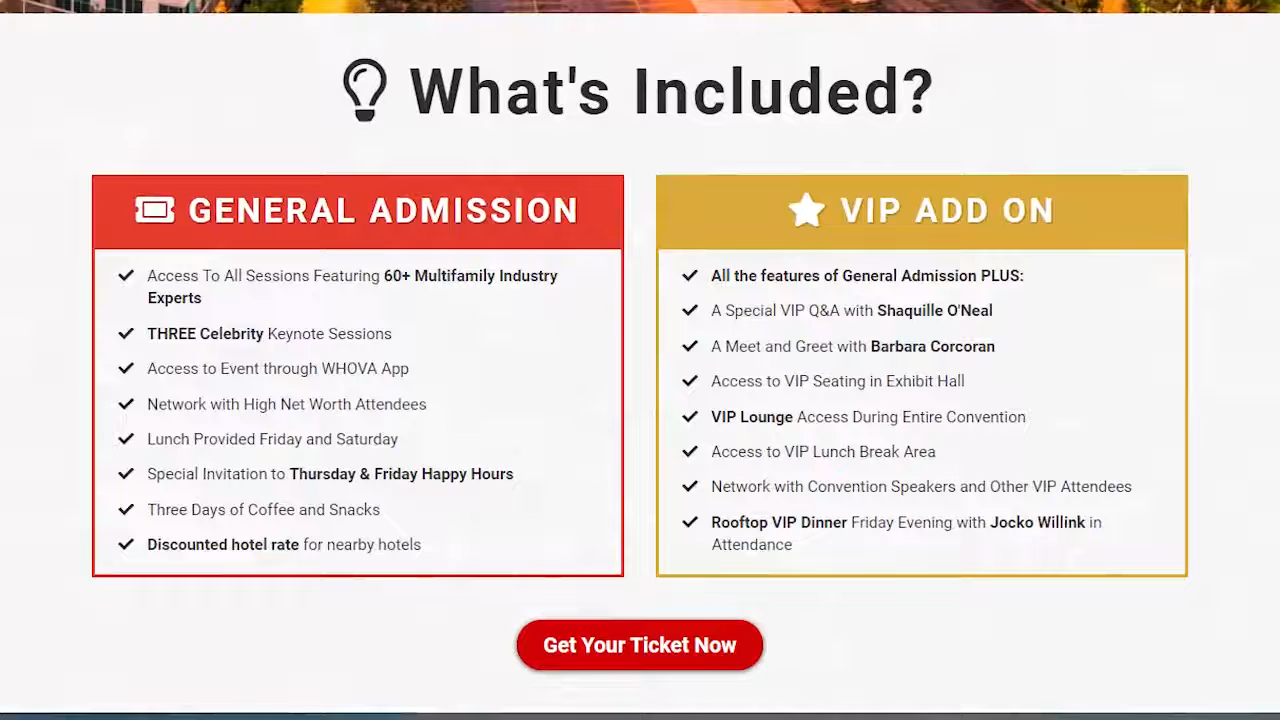 What's Included?
GENERAL ADMISSION
Access To All Sessions Featuring 60+ Multifamily Industry
Experts
THREE Celebrity Keynote Sessions
Access to Event through WHOVA App
Network with High Net Worth Attendees
Lunch Provided Friday and Saturday
Special Invitation to Thursday & Friday Happy Hours
Three Days of Coffee and Snacks
Discounted hotel rate for nearby hotels
VIP ADD ON
All the features of General Admission PLUS:
A Special VIP Q&A with Shaquille O'Neal
A Meet and Greet with Barbara Corcoran
Access to VIP Seating in Exhibit Hall
VIP Lounge Access During Entire Convention
Access to VIP Lunch Break Area
Network with Convention Speakers and Other VIP Attendees
Rooftop VIP Dinner Friday Evening with Jocko Willink in
Attendance
Get Your Ticket Now